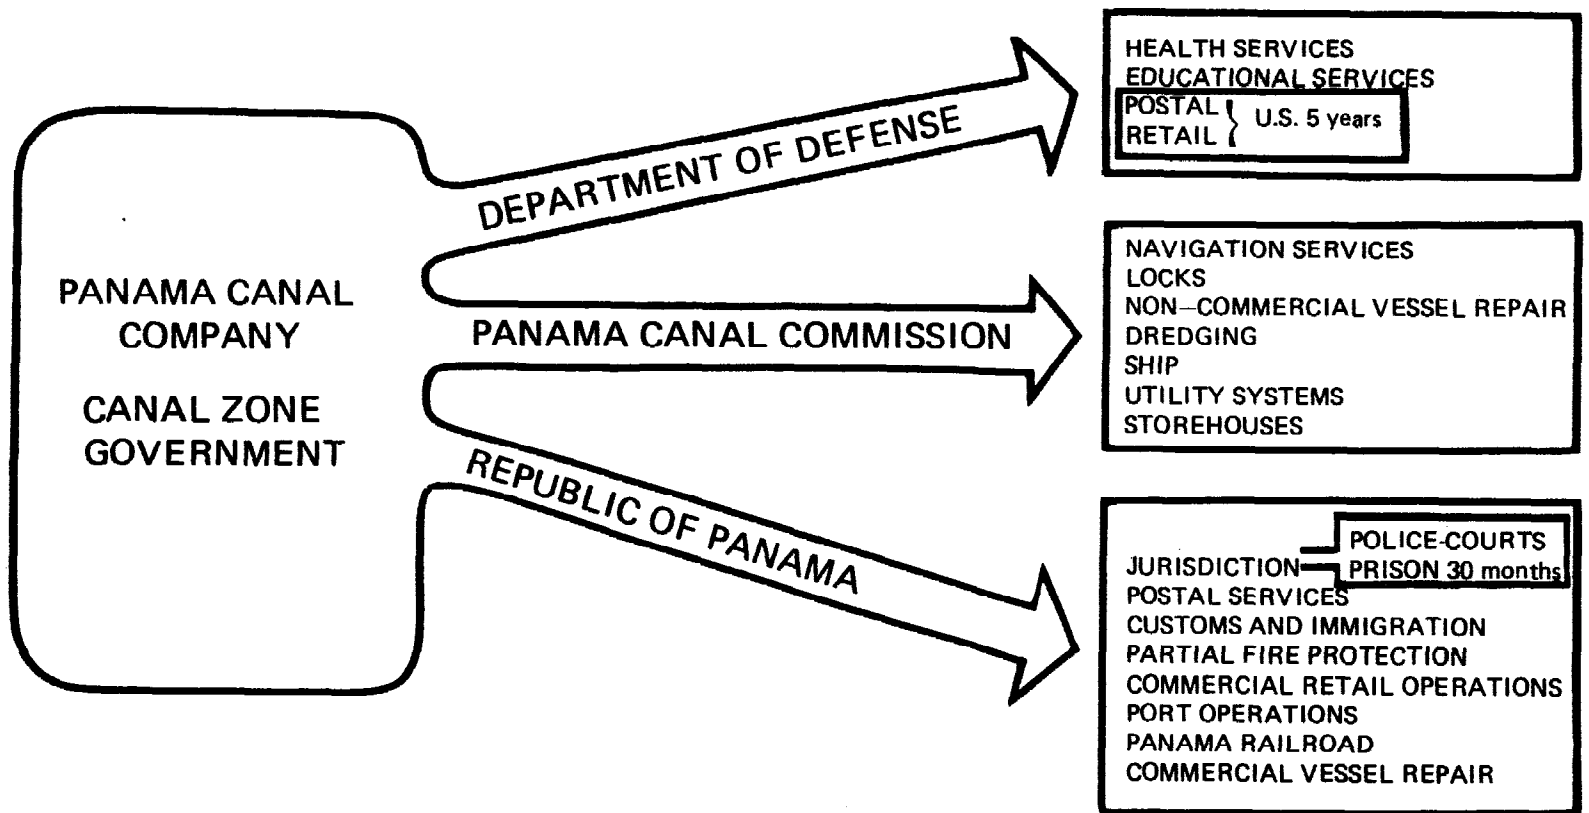 PANAMA CANAL
COMPANY
CANAL ZONE
GOVERNMENT
DEPARTMENT OF DEFENSE
HEALTH SERVICES
EDUCATIONAL SERVICES
POSTAL } U.S. 5 years
RETAIL
PANAMA CANAL COMMISSION
NAVIGATION SERVICES
LOCKS
NON–COMMERCIAL VESSEL REPAIR
DREDGING
SHIP
UTILITY SYSTEMS
STOREHOUSES
REPUBLIC OF PANAMA
POLICE-COURTS
JURISDICTION PRISON 30 months
POSTAL SERVICES
CUSTOMS AND IMMIGRATION
PARTIAL FIRE PROTECTION
COMMERCIAL RETAIL OPERATIONS
PORT OPERATIONS
PANAMA RAILROAD
COMMERCIAL VESSEL REPAIR